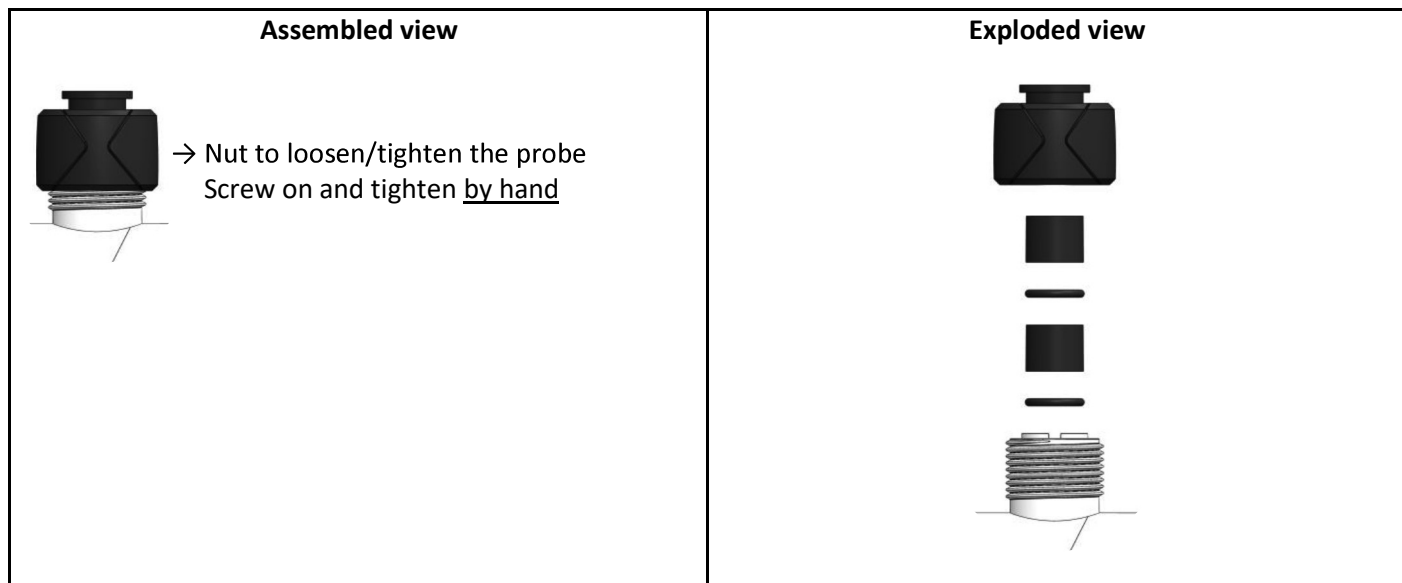 Assembled view
Exploded view
→ Nut to loosen/tighten the probe
Screw on and tighten by hand